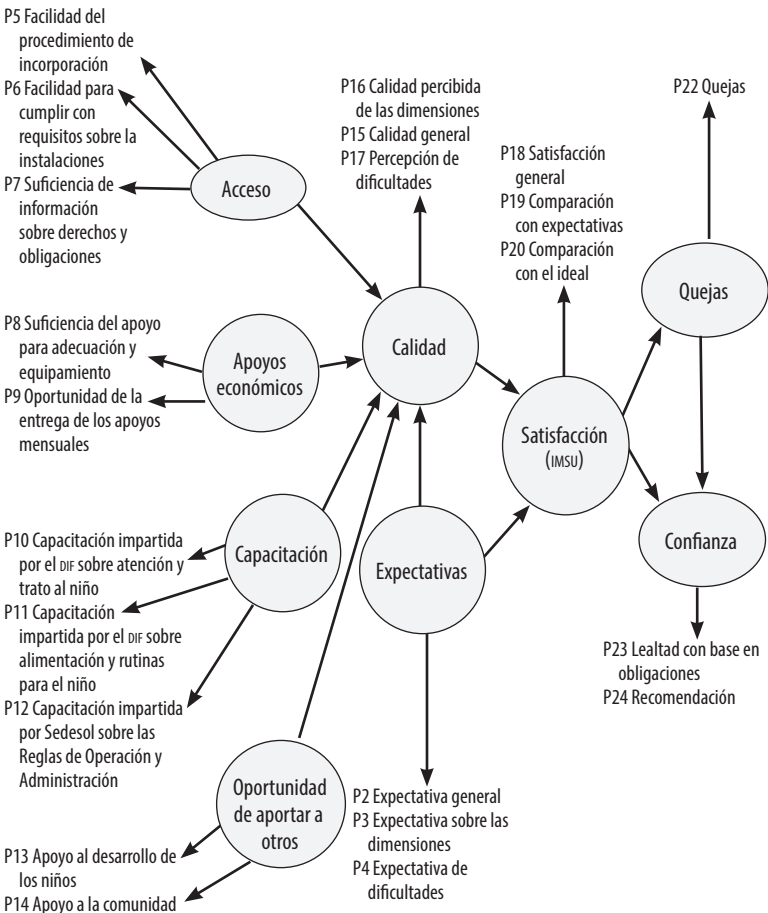 P5 Facilidad del
procedimiento de
incorporación
P6 Facilidad para
cumplir con
requisitos sobre la
instalaciones
P7 Suficiencia de
información
sobre derechos y
obligaciones
Acceso
P16 Calidad percibida
de las dimensiones
P15 Calidad general
P17 Percepción de
dificultades
P18 Satisfacción
general
P19 Comparación
con expectativas
P20 Comparación
con el ideal
P22 Quejas
Quejas
P8 Suficiencia del apoyo
para adecuación y
equipamiento
P9 Oportunidad de la
entrega de los apoyos
mensuales
Apoyos
económicos
Calidad
Satisfacción
(IMSU)
Confianza
P23 Lealtad con base en
obligaciones
P24 Recomendación
P10 Capacitación impartida
por el DIF sobre atención y
trato al niño
P11 Capacitación
impartida por el DIF sobre
alimentación y rutinas
para el niño
P12 Capacitación impartida
por Sedesol sobre las
Reglas de Operación y
Administración
Capacitación
Expectativas
Oportunidad
de aportar a
otros
P2 Expectativa general
P3 Expectativa sobre las
dimensiones
P4 Expectativa de
dificultades
P13 Apoyo al desarrollo de
los niños
P14 Apoyo a la comunidad